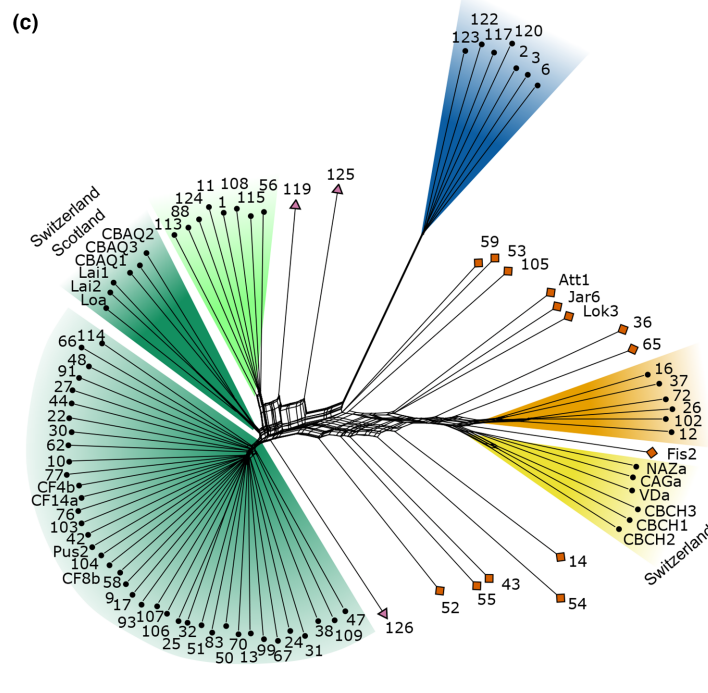 (c)
122
120
123
117
2
3
6
125
119
56
108
11
115
124
1
88
113
Switzerland
Scotland
CBAQ2
CBAQ3
CBAQ1
Lai1
Lai2
Loa
59
53
105
Att1
Jar6
Lok3
36
65
16
37
72
26
102
12
Fis2
NAZa
CAGa
VDa
CBCH3
CBCH1
CBCH2
Switzerland
14
54
43
55
52
126
114
66
48
91
27
44
22
30
62
10
77
CF4b
CF14a
76
103
42
Pus2
104
CF8b
58
9
17
93
107
106
25
32
51
83
50
70
13
99
67
24
31
38
109
47